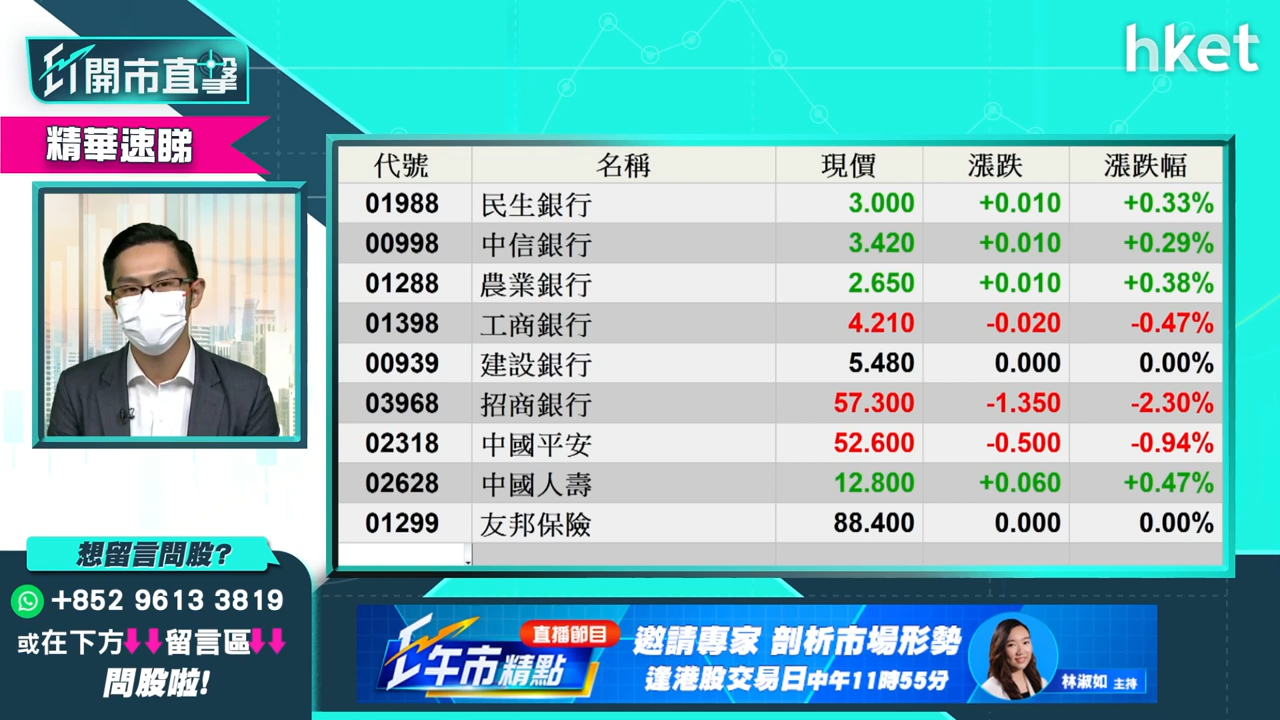 hket
ET開市直擊
精華速睇
代號 名稱 現價 漲跌 漲跌幅
01988 民生銀行 3.000 +0.010 +0.33%
00998 中信銀行 3.420 +0.010 +0.29%
01288 農業銀行 2.650 +0.010 +0.38%
01398 工商銀行 4.210 -0.020 -0.47%
00939 建設銀行 5.480 0.000 0.00%
03968 招商銀行 57.300 -1.350 -2.30%
02318 中國平安 52.600 -0.500 -0.94%
02628 中國人壽 12.800 +0.060 +0.47%
01299 友邦保險 88.400 0.000 0.00%
想留言問股?
+852 9613 3819
或在下方留言區
問股啦!
ET午市精點
直播節目
邀請專家 剖析市場形勢
逢港股交易日中午11時55分
林淑如 主持